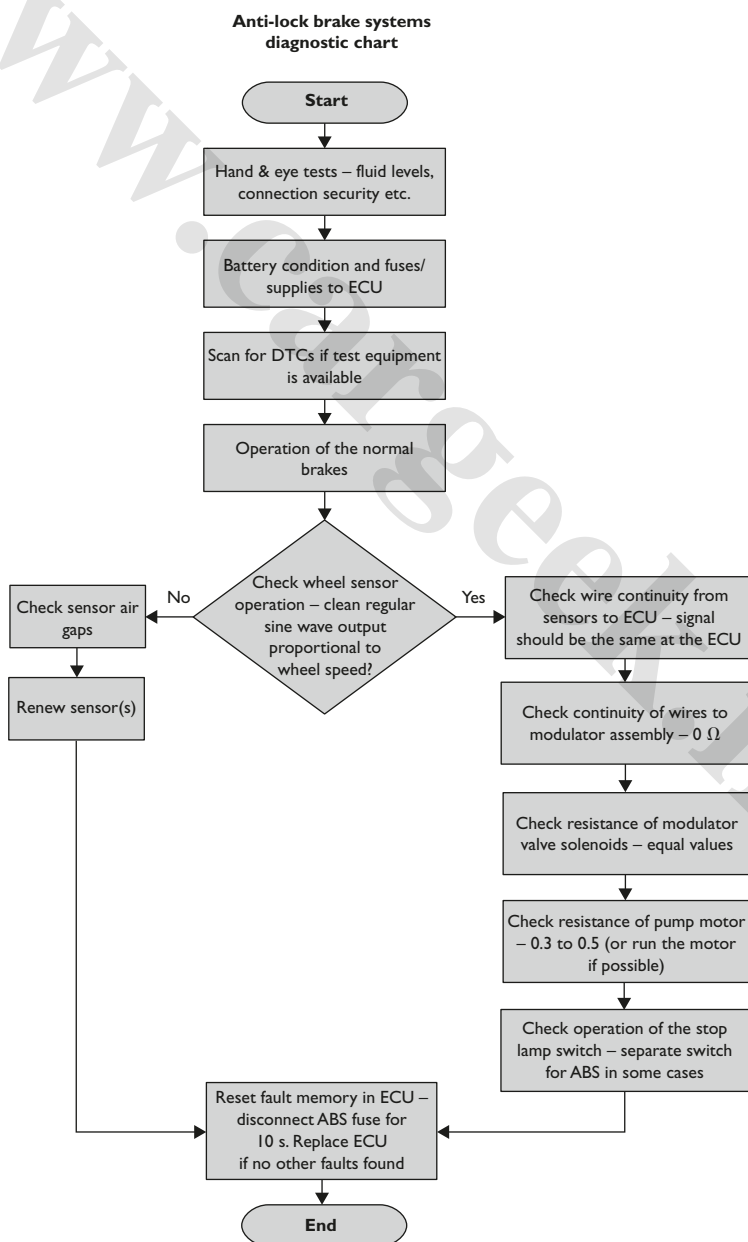 Anti-lock brake systems
diagnostic chart
Start
Hand & eye tests – fluid levels,
connection security etc.
Battery condition and fuses/
supplies to ECU
Scan for DTCs if test equipment
is available
Operation of the normal
brakes
Check wheel sensor
operation – clean regular
sine wave output
proportional to
wheel speed?
No
Yes
Check sensor air
gaps
Renew sensor(s)
Check wire continuity from
sensors to ECU – signal
should be the same at the ECU
Check continuity of wires to
modulator assembly – 0 Ω
Check resistance of modulator
valve solenoids – equal values
Check resistance of pump motor
– 0.3 to 0.5 (or run the motor
if possible)
Check operation of the stop
lamp switch – separate switch
for ABS in some cases
Reset fault memory in ECU –
disconnect ABS fuse for
10 s. Replace ECU
if no other faults found
End